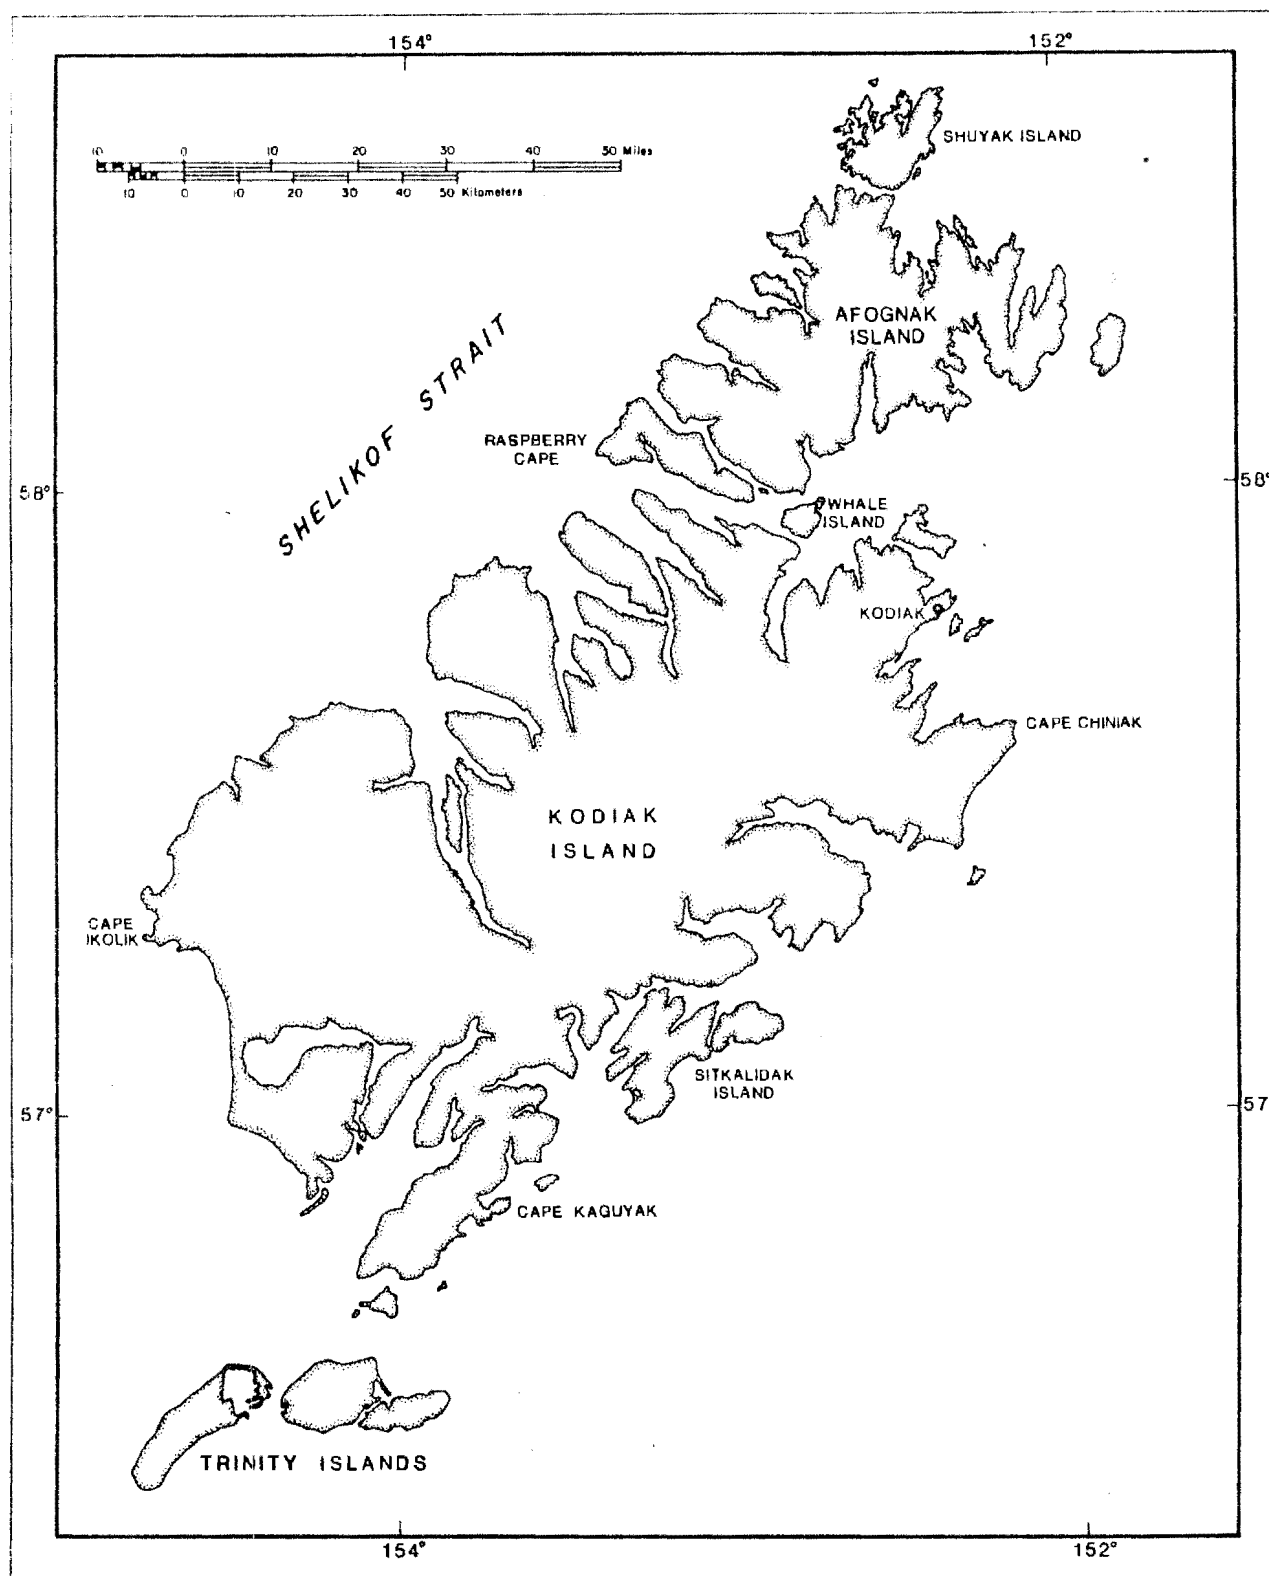 154° 152°
SHUYAK ISLAND
10 0 10 20 30 40 50 Miles
10 0 10 20 30 40 50 Kilometers
AFOGNAK
ISLAND
SHELIKOF STRAIT
RASPBERRY
CAPE
58° 58°
WHALE
ISLAND
KODIAK
CAPE CHINIAK
KODIAK
ISLAND
CAPE
IKOLIK
SITKALIDAK
ISLAND
57° 57
CAPE KAGUYAK
TRINITY ISLANDS
154° 152°